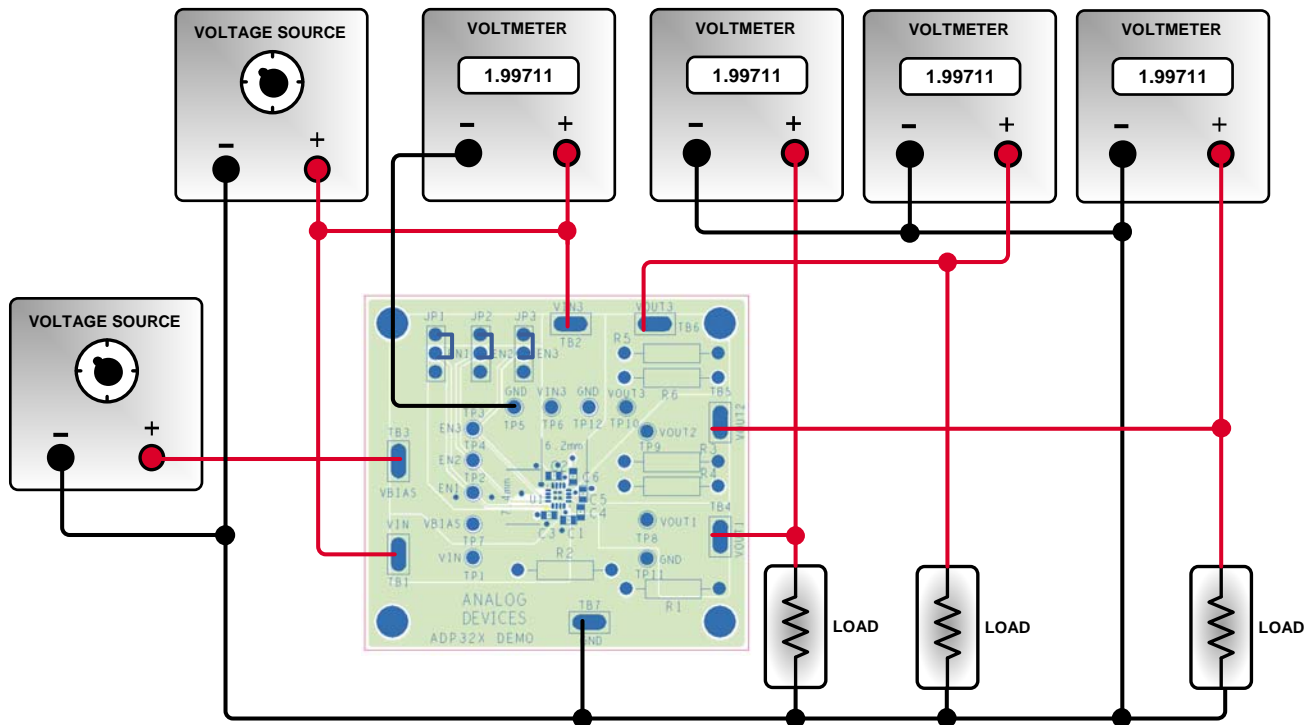 VOLTAGE SOURCE
- +
VOLTMETER
1.99711
- +
VOLTMETER
1.99711
- +
VOLTMETER
1.99711
- +
VOLTMETER
1.99711
- +
VOLTAGE SOURCE
- +
JP1 JP2 JP3
EN1 EN2 EN3
VIN3
TB2
VOUT3
TB6
R5
R6
TB5
VOUT2
GND VIN3 GND VOUT3
TP5 TP6 TP12 TP10
TP3
EN3
TP4
EN2
TP2
EN1
VOUT2
TP9
R3
R4
TB3
VBIAS
6.2mm
C6
C5
C4
U1
C3 C1
VBIAS
TP7
VIN
TP1
VIN
TB1
VOUT1
TP8
GND
TP11
TB4
VOUT1
R2
R1
ANALOG
DEVICES
ADP32X DEMO
TB7
GND
LOAD
LOAD
LOAD